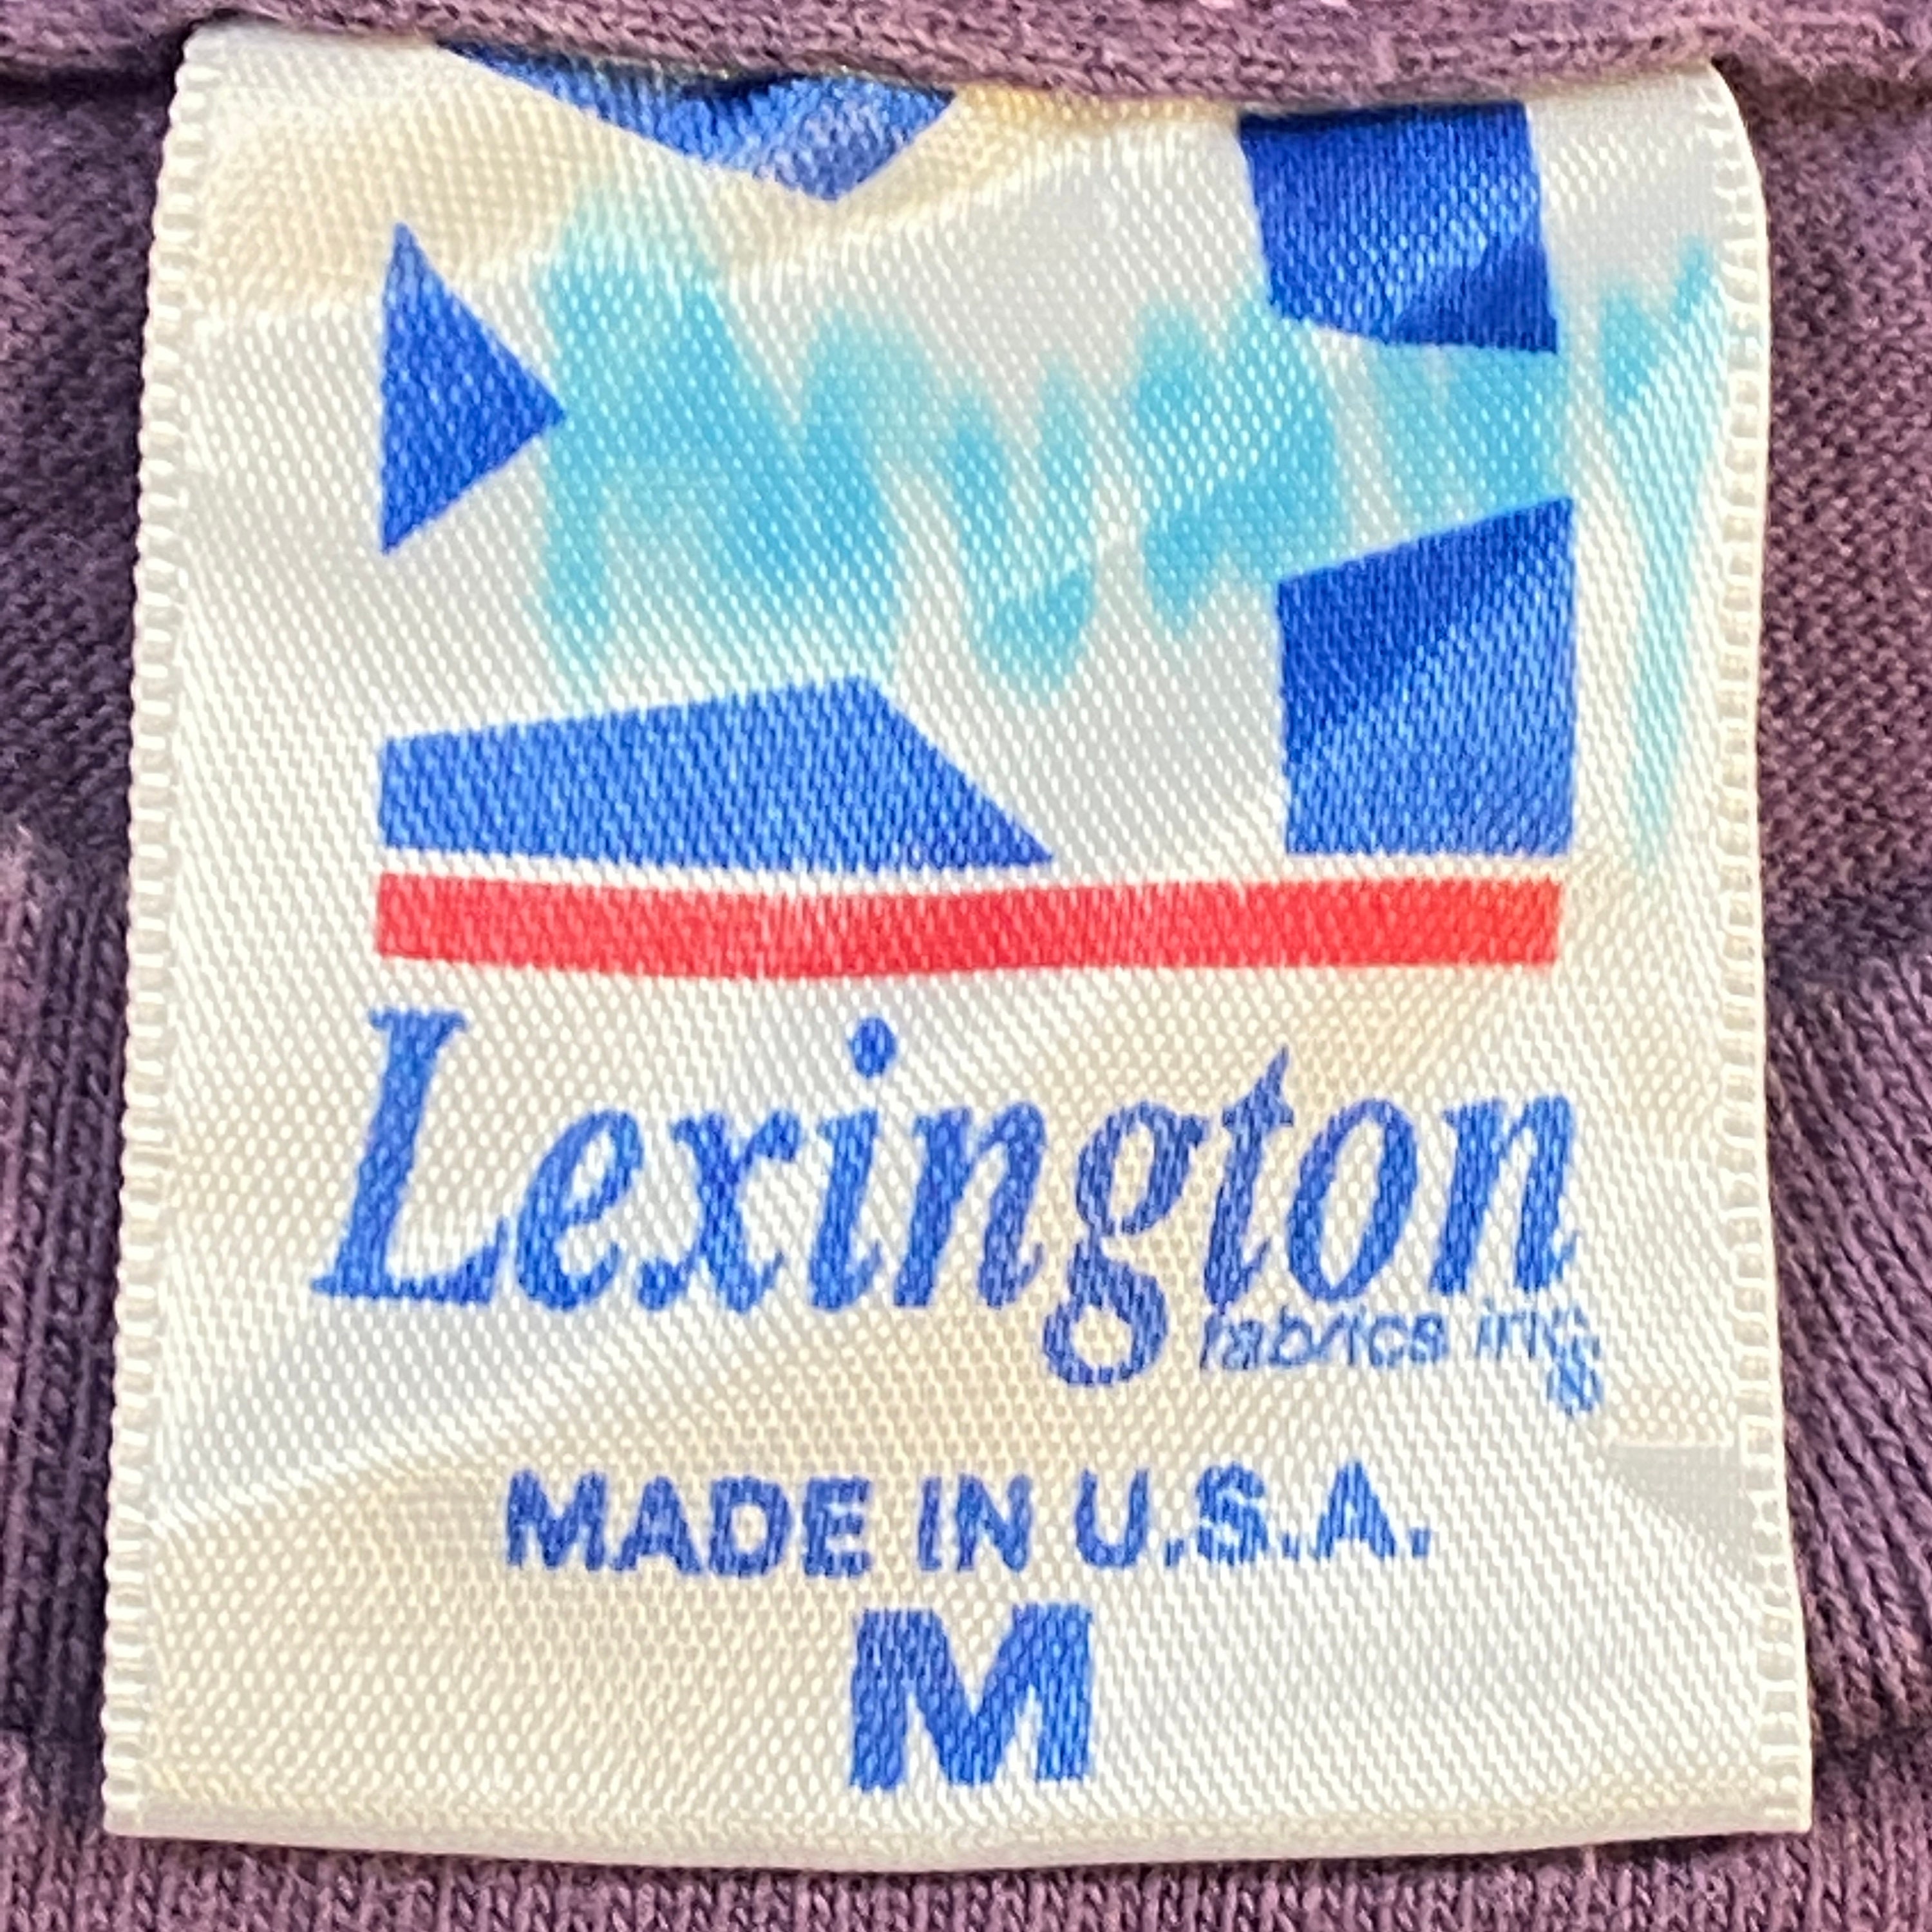 Lexington
fabrics inc.
®
MADE IN U.S.A.
M